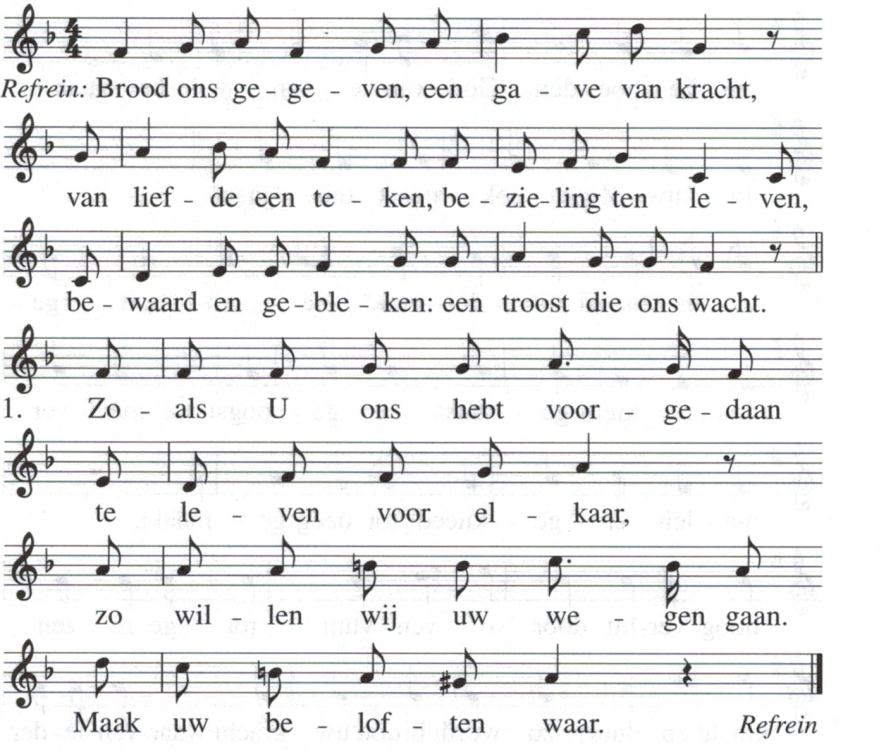 Refrein: Brood ons ge - ge - ven, een ga - ve van kracht,
van lief - de een te - ken, be - zie - ling ten le ven,
be - waard en ge ble - ken: een troost die ons wacht.
1. Zo - als U ons hebt voor ge - daan
te le - ven voor el - kaar,
zo wil - len wij uw we - gen gaan.
Maak uw be - lof - ten waar. Refrein